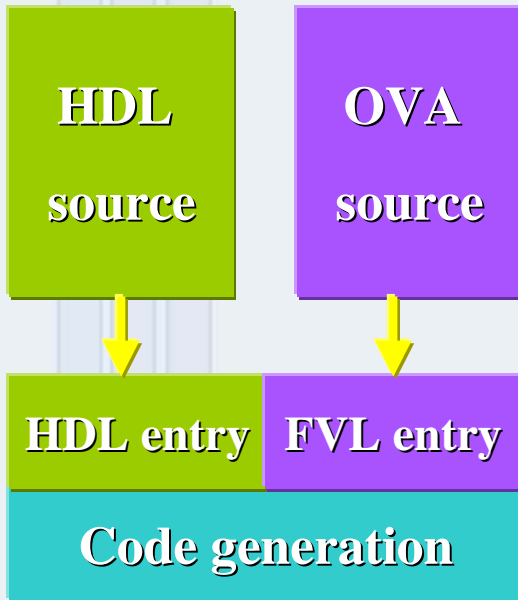 HDL
source
OVA
source
HDL entry
FVL entry
Code generation